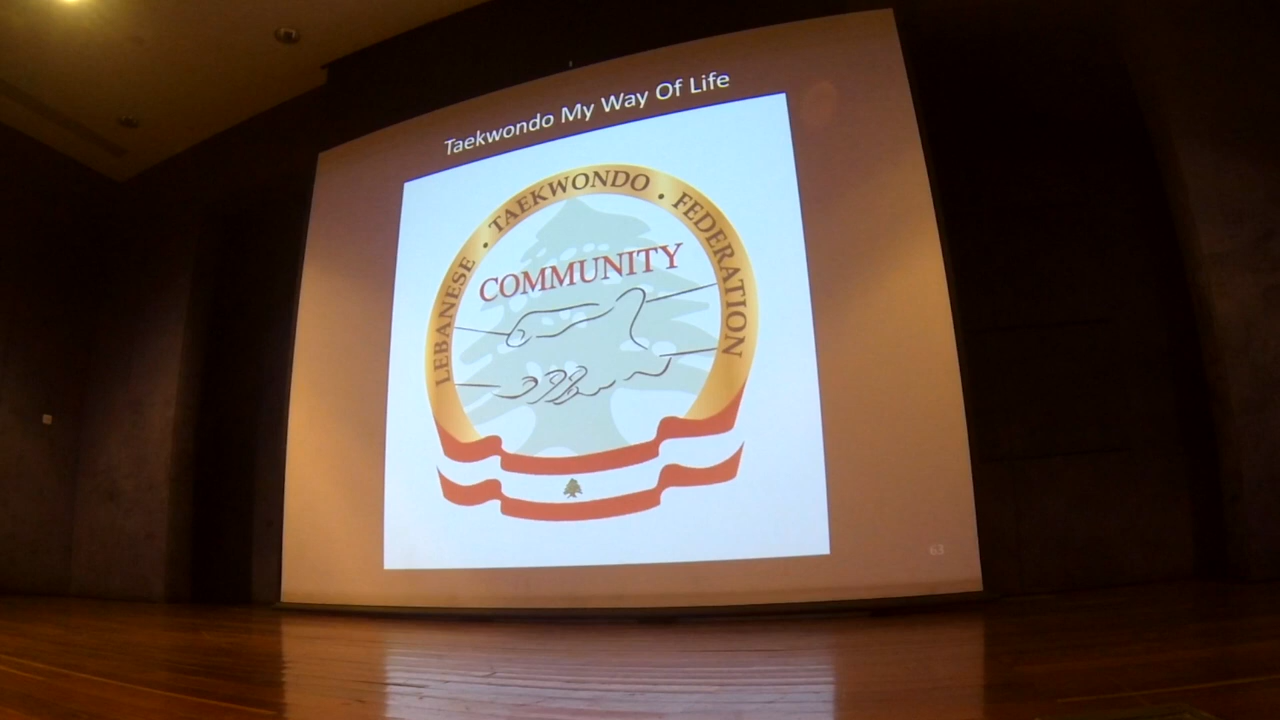 Taekwondo My Way Of Life
LEBANESE • TAEKWONDO • FEDERATION
COMMUNITY
63